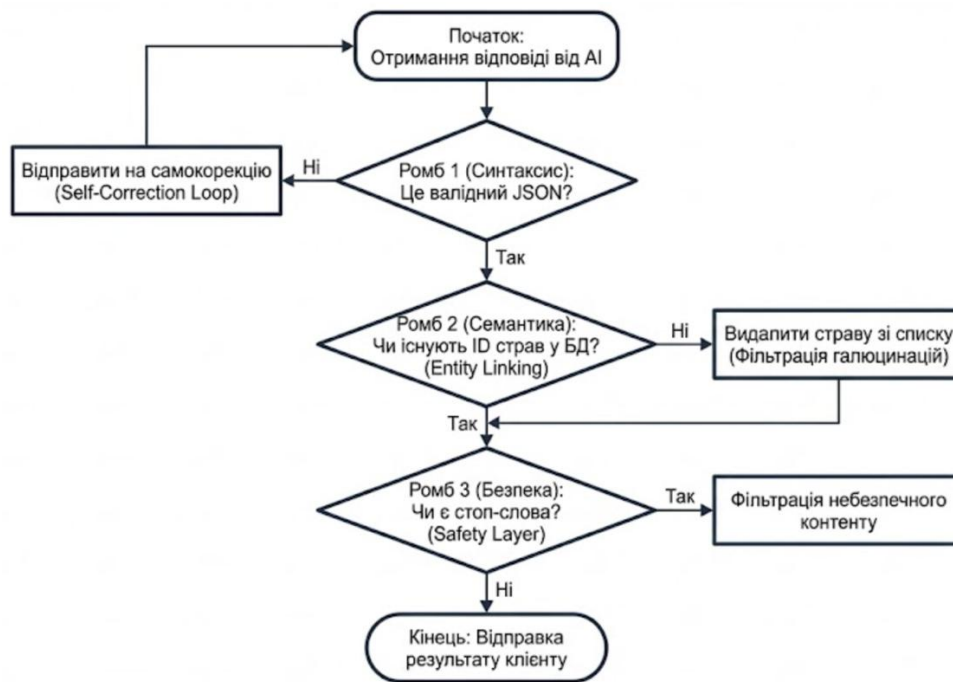 Початок:
Отримання відповіді від AI
Відправити на самокорекцію
(Self-Correction Loop)
Ні
Ромб 1 (Синтаксис):
Це валідний JSON?
Так
Ромб 2 (Семантика):
Чи існують ID страв у БД?
(Entity Linking)
Ні
Видалити страву зі списку
(Фільтрація галюцинацій)
Так
Ромб 3 (Безпека):
Чи є стоп-слова?
(Safety Layer)
Так
Фільтрація небезпечного
контенту
Ні
Кінець: Відправка
результату клієнту